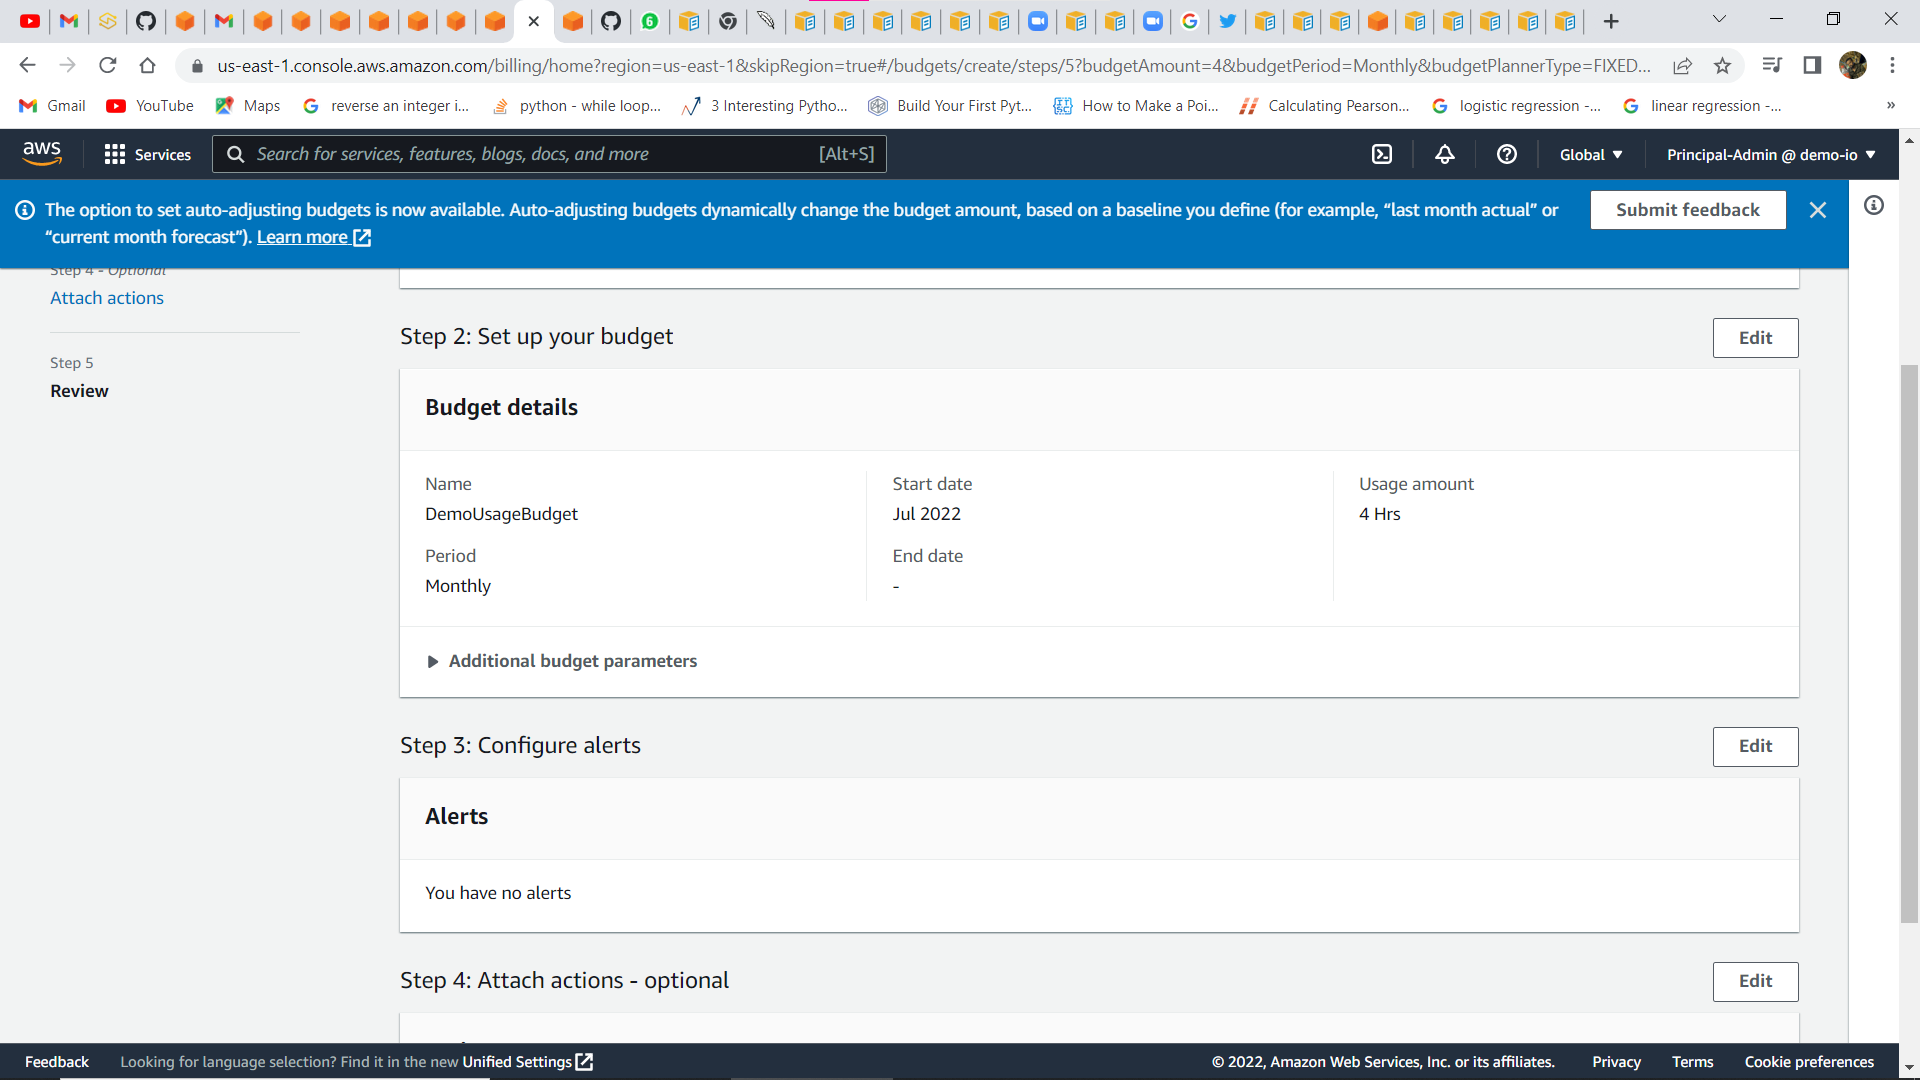 6
us-east-1.console.aws.amazon.com/billing/home?region=us-east-1&skipRegion=true#/budgets/create/steps/5?budgetAmount=4&budgetPeriod=Monthly&budgetPlannerType=FIXED...
Gmail YouTube Maps reverse an integer i... python - while loop... 3 Interesting Pytho... Build Your First Pyt... How to Make a Poi... Calculating Pearson... logistic regression -... linear regression -... »
aws Services Search for services, features, blogs, docs, and more [Alt+S] Global ▼ Principal-Admin @ demo-io ▼
The option to set auto-adjusting budgets is now available. Auto-adjusting budgets dynamically change the budget amount, based on a baseline you define (for example, “last month actual” or
“current month forecast”). Learn more
Submit feedback
Step 4 - Optional
Attach actions
Step 5
Review
Step 2: Set up your budget
Edit
Budget details
Name
DemoUsageBudget
Period
Monthly
Start date
Jul 2022
End date
-
Usage amount
4 Hrs
Additional budget parameters
Step 3: Configure alerts
Edit
Alerts
You have no alerts
Step 4: Attach actions - optional
Edit
Feedback Looking for language selection? Find it in the new Unified Settings © 2022, Amazon Web Services, Inc. or its affiliates. Privacy Terms Cookie preferences